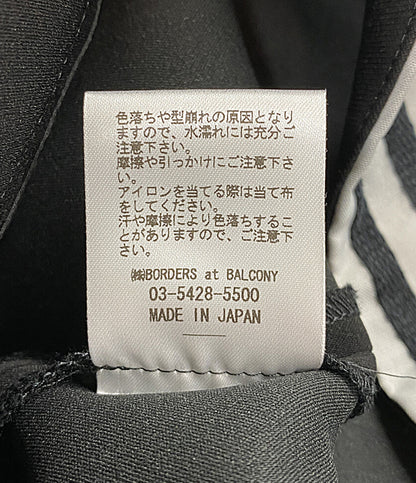 色落ちや型崩れの原因となり
ますので、水濡れには充分ご
注意下さい。
摩擦や引っかけにご注意下さ
い。
アイロンを当てる際は当て布
をしてください。
汗や摩擦により色落ちするこ
とがありますので、ご注意下
さい。
㈱BORDERS at BALCONY
03-5428-5500
MADE IN JAPAN